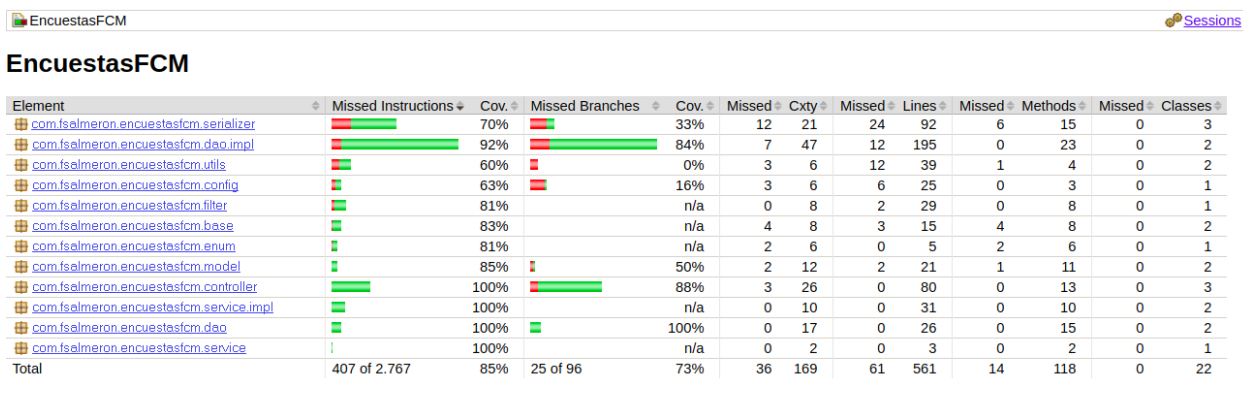 EncuestasFCM Sessions
EncuestasFCM
Element Missed Instructions Cov. Missed Branches Cov. Missed Cxty Missed Lines Missed Methods Missed Classes
com.fsalmeron.encuestasfcm.serializer 70% 33% 12 21 24 92 6 15 0 3
com.fsalmeron.encuestasfcm.dao.impl 92% 84% 7 47 12 195 0 23 0 2
com.fsalmeron.encuestasfcm.utils 60% 0% 3 6 12 39 1 4 0 2
com.fsalmeron.encuestasfcm.config 63% 16% 3 6 6 25 0 3 0 1
com.fsalmeron.encuestasfcm.filter 81% n/a 0 8 2 29 0 8 0 1
com.fsalmeron.encuestasfcm.base 83% n/a 4 8 3 15 4 8 0 2
com.fsalmeron.encuestasfcm.enum 81% n/a 2 6 0 5 2 6 0 1
com.fsalmeron.encuestasfcm.model 85% 50% 2 12 2 21 1 11 0 2
com.fsalmeron.encuestasfcm.controller 100% 88% 3 26 0 80 0 13 0 3
com.fsalmeron.encuestasfcm.service.impl 100% n/a 0 10 0 31 0 10 0 2
com.fsalmeron.encuestasfcm.dao 100% 100% 0 17 0 26 0 15 0 2
com.fsalmeron.encuestasfcm.service 100% n/a 0 2 0 3 0 2 0 1
Total 407 of 2.767 85% 25 of 96 73% 36 169 61 561 14 118 0 22